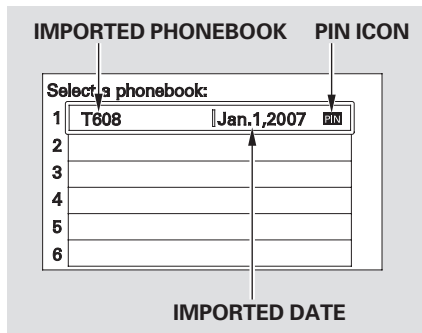 IMPORTED PHONEBOOK PIN ICON
Select a phonebook:
1 T608 Jan.1,2007 PIN
2
3
4
5
6
IMPORTED DATE